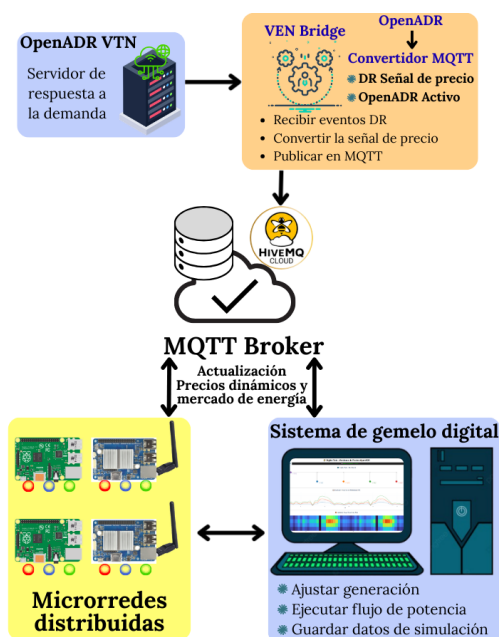 OpenADR VTN
Servidor de
respuesta a
la demanda
VEN Bridge
OpenADR
Convertidor MQTT
DR Señal de precio
OpenADR Activo
• Recibir eventos DR
• Convertir la señal de precio
• Publicar en MQTT
HIVEMQ
CLOUD
MQTT Broker
Actualización
Precios dinámicos y
mercado de energía
Microrredes
distribuidas
Sistema de gemelo digital
Ajustar generación
Ejecutar flujo de potencia
Guardar datos de simulación